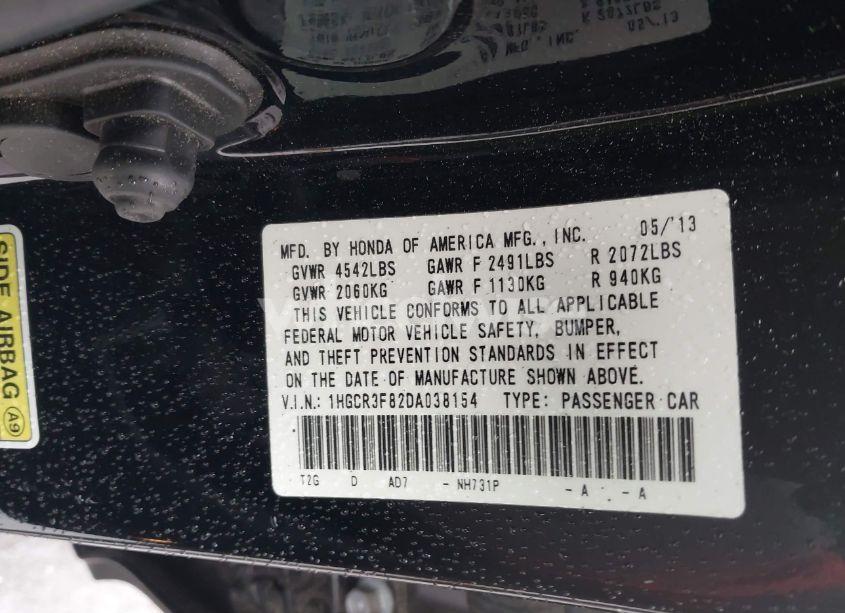 MFD. BY HONDA OF AMERICA MFG., INC. 05/'13
GVWR 4542LBS GAWR F 2491LBS R 2072LBS
GVWR 2060KG GAWR F 1130KG R 940KG
THIS VEHICLE CONFORMS TO ALL APPLICABLE
FEDERAL MOTOR VEHICLE SAFETY, BUMPER,
AND THEFT PREVENTION STANDARDS IN EFFECT
ON THE DATE OF MANUFACTURE SHOWN ABOVE.
V.I.N.: 1HGCR3F82DA038154 TYPE: PASSENGER CAR
T2G D AD7 - NH731P - A - A
SIDE AIRBAG A9